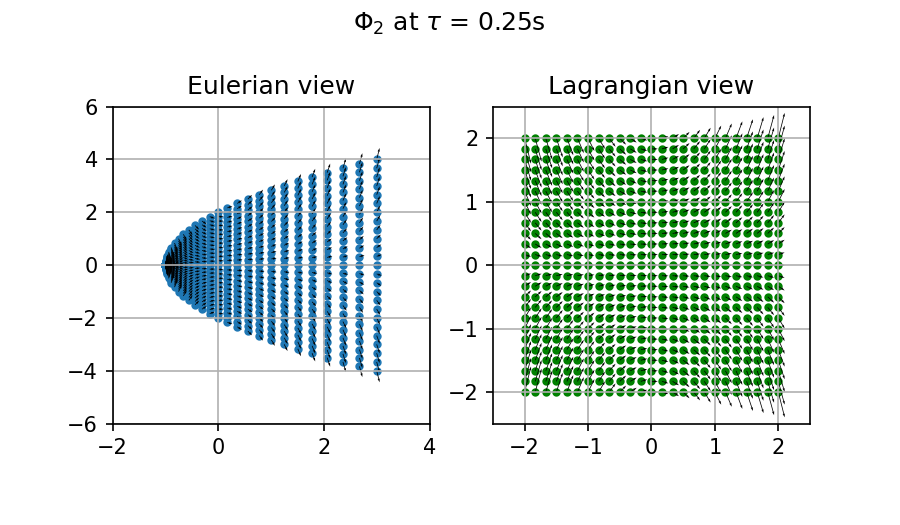 Φ₂ at τ = 0.25s
Eulerian view
Lagrangian view
6
4
2
0
−2
−4
−6
−2 0 2 4
2
1
0
−1
−2
−2 −1 0 1 2